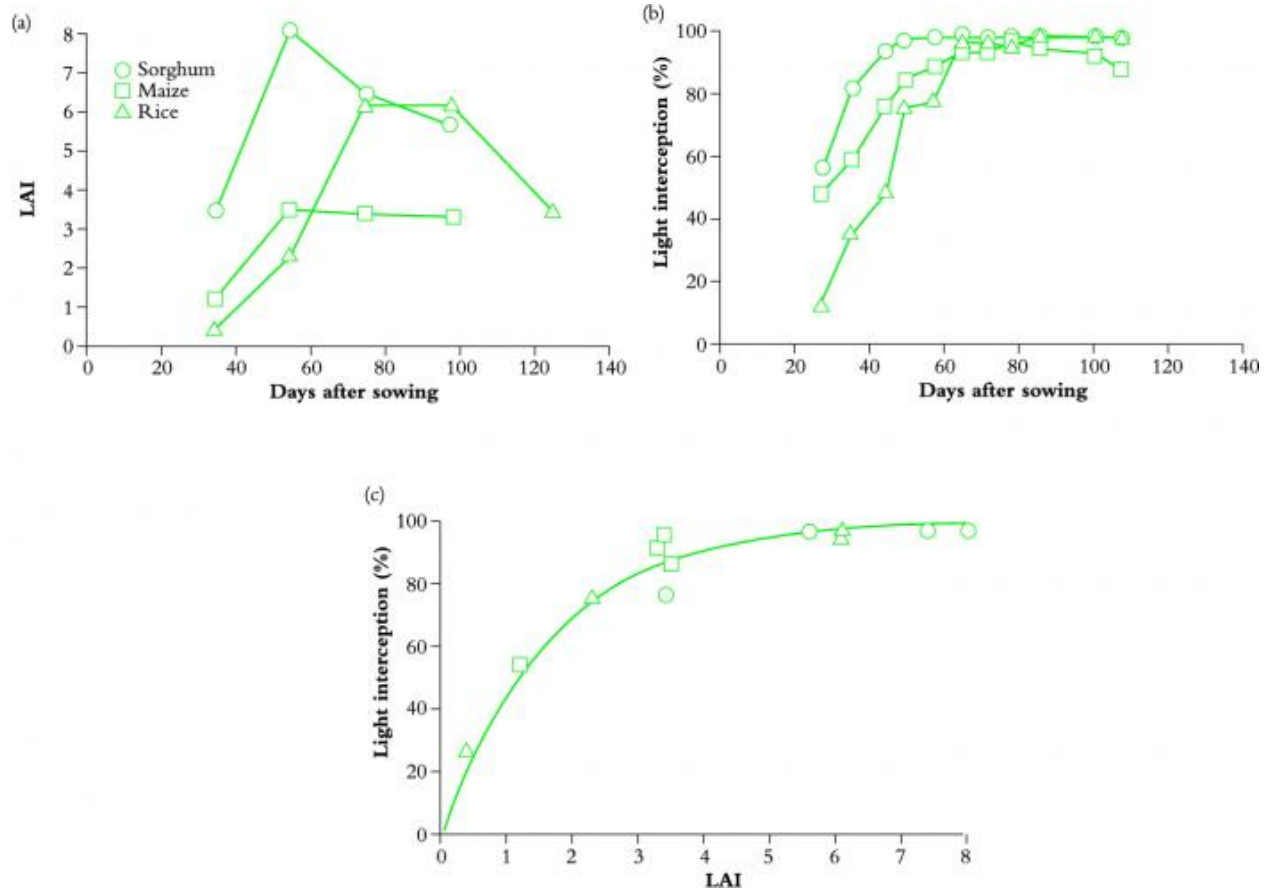 (a)
8
7
6
5
4
3
2
1
0
LAI
Sorghum
Maize
Rice
0 20 40 60 80 100 120 140
Days after sowing
(b)
100
80
60
40
20
0
Light interception (%)
0 20 40 60 80 100 120 140
Days after sowing
(c)
100
80
60
40
20
0
Light interception (%)
0 1 2 3 4 5 6 7 8
LAI